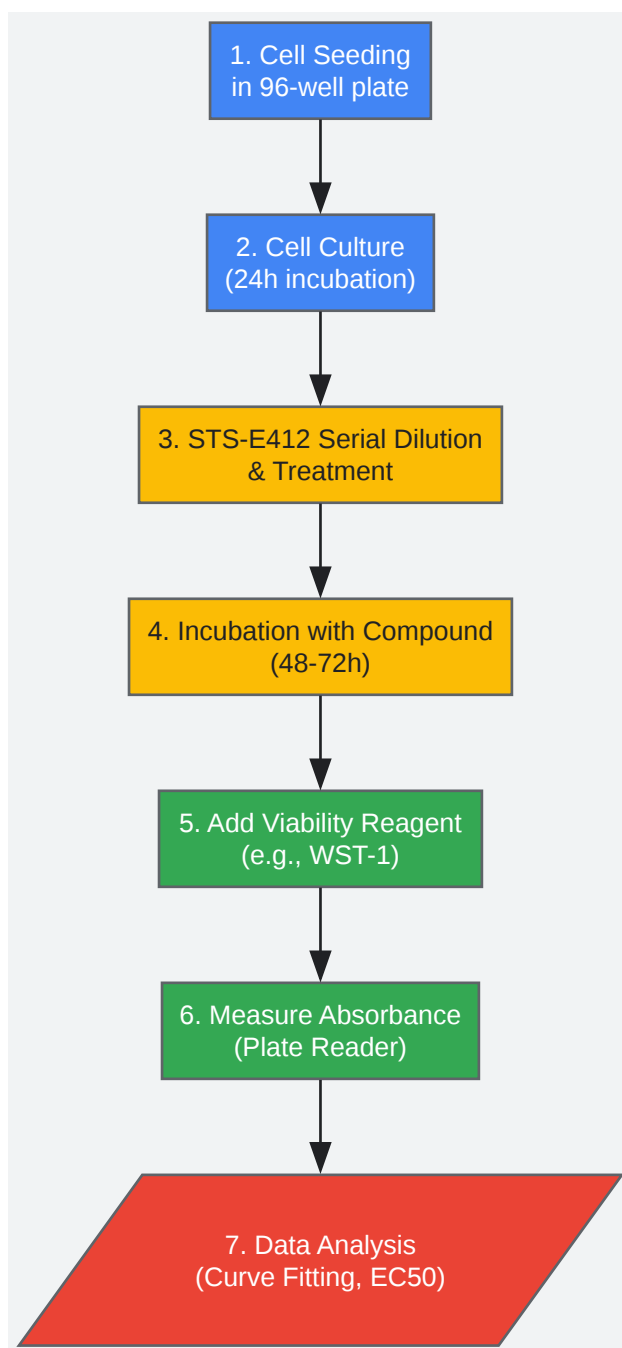 1. Cell Seeding
in 96-well plate
2. Cell Culture
(24h incubation)
3. STS-E412 Serial Dilution
& Treatment
4. Incubation with Compound
(48-72h)
5. Add Viability Reagent
(e.g., WST-1)
6. Measure Absorbance
(Plate Reader)
7. Data Analysis
(Curve Fitting, EC50)